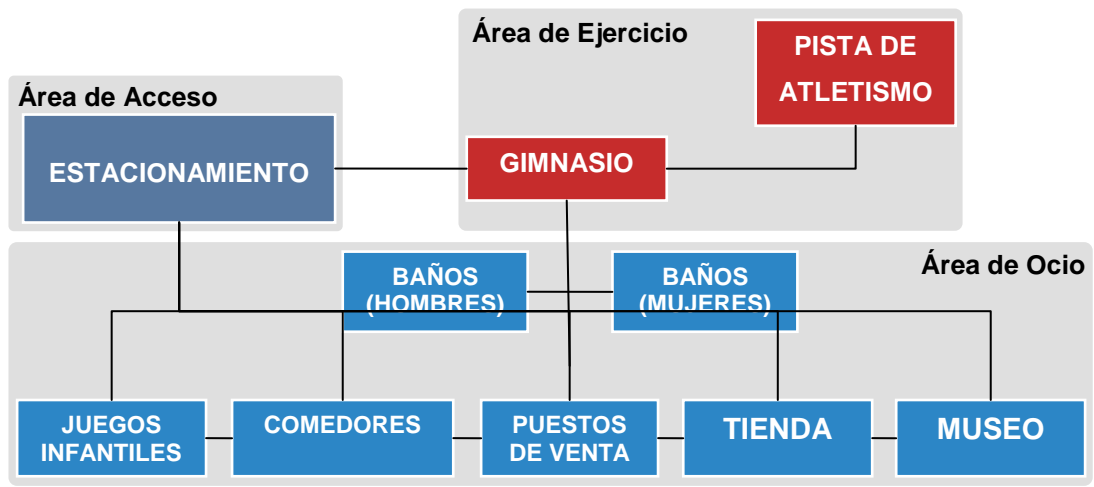 Área de Ejercicio
PISTA DE
ATLETISMO
Área de Acceso
ESTACIONAMIENTO
GIMNASIO
Área de Ocio
BAÑOS
(HOMBRES)
BAÑOS
(MUJERES)
JUEGOS
INFANTILES
COMEDORES
PUESTOS
DE VENTA
TIENDA
MUSEO